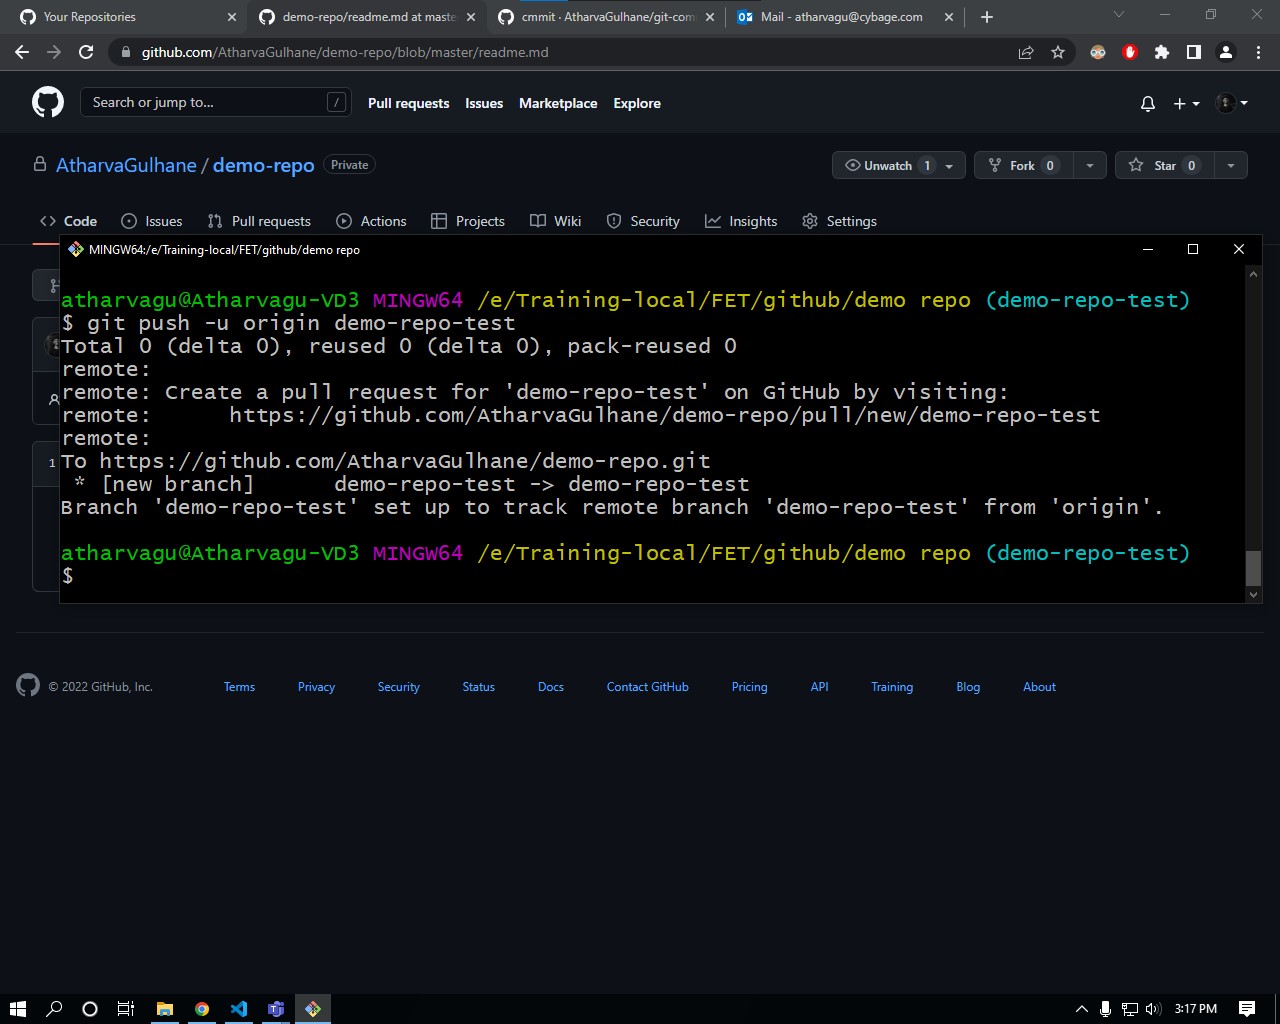 Your Repositories
demo-repo/readme.md at maste
cmmit · AtharvaGulhane/git-com
Mail - atharvagu@cybage.com
github.com/AtharvaGulhane/demo-repo/blob/master/readme.md
Search or jump to... /
Pull requests Issues Marketplace Explore
AtharvaGulhane / demo-repo Private
Unwatch 1 Fork 0 Star 0
Code Issues Pull requests Actions Projects Wiki Security Insights Settings
MINGW64:/e/Training-local/FET/github/demo repo
atharvagu@Atharvagu-VD3 MINGW64 /e/Training-local/FET/github/demo repo (demo-repo-test)
$ git push -u origin demo-repo-test
Total 0 (delta 0), reused 0 (delta 0), pack-reused 0
remote:
remote: Create a pull request for 'demo-repo-test' on GitHub by visiting:
remote:      https://github.com/AtharvaGulhane/demo-repo/pull/new/demo-repo-test
remote:
1
To https://github.com/AtharvaGulhane/demo-repo.git
 * [new branch]      demo-repo-test -> demo-repo-test
Branch 'demo-repo-test' set up to track remote branch 'demo-repo-test' from 'origin'.
atharvagu@Atharvagu-VD3 MINGW64 /e/Training-local/FET/github/demo repo (demo-repo-test)
$
© 2022 GitHub, Inc. Terms Privacy Security Status Docs Contact GitHub Pricing API Training Blog About
3:17 PM